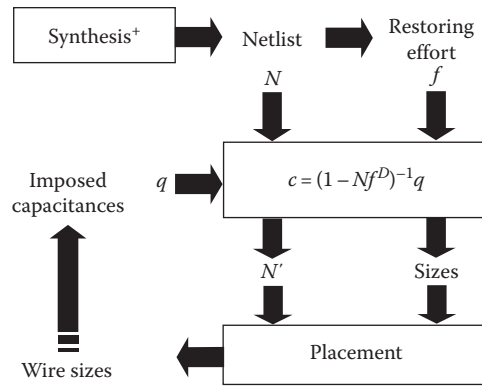 Synthesis⁺
Netlist
Restoring
effort
N
f
Imposed
capacitances
q
c = (1 – Nf^D)^–1 q
N′
Sizes
Placement
Wire sizes